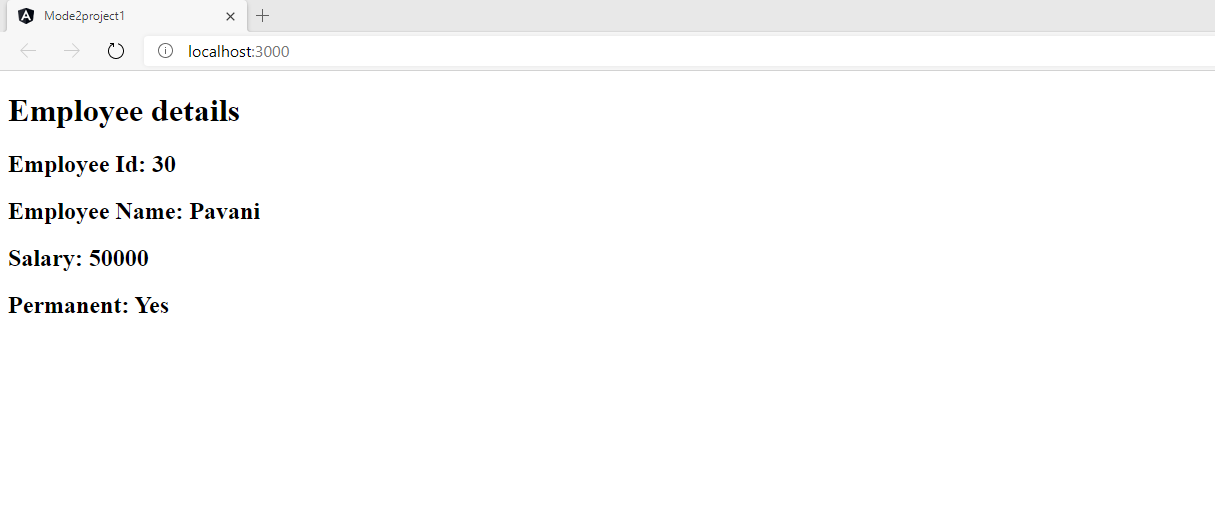 Mode2project1
localhost:3000
Employee details
Employee Id: 30
Employee Name: Pavani
Salary: 50000
Permanent: Yes